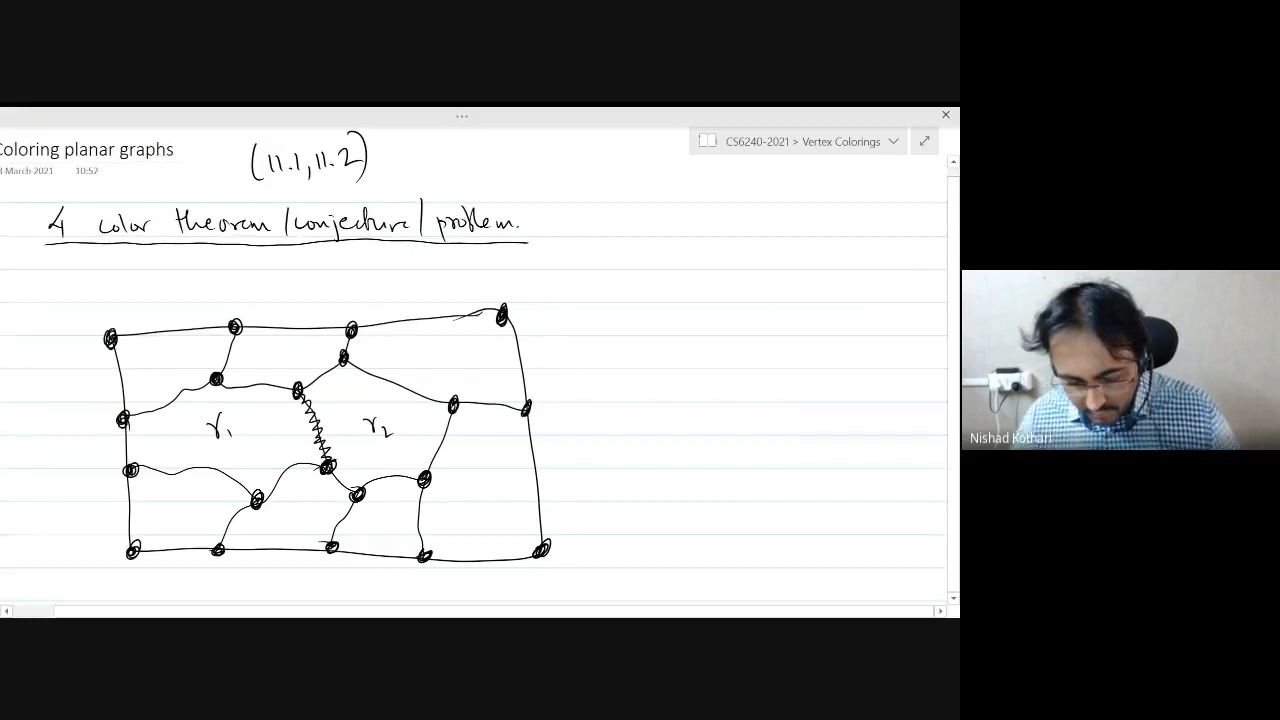 Coloring planar graphs
(11.1, 11.2)
CS6240-2021 > Vertex Colorings
8 March 2021 10:52
4 color theorem/conjecture/problem.
r₁
r₂
Nishad Kothari